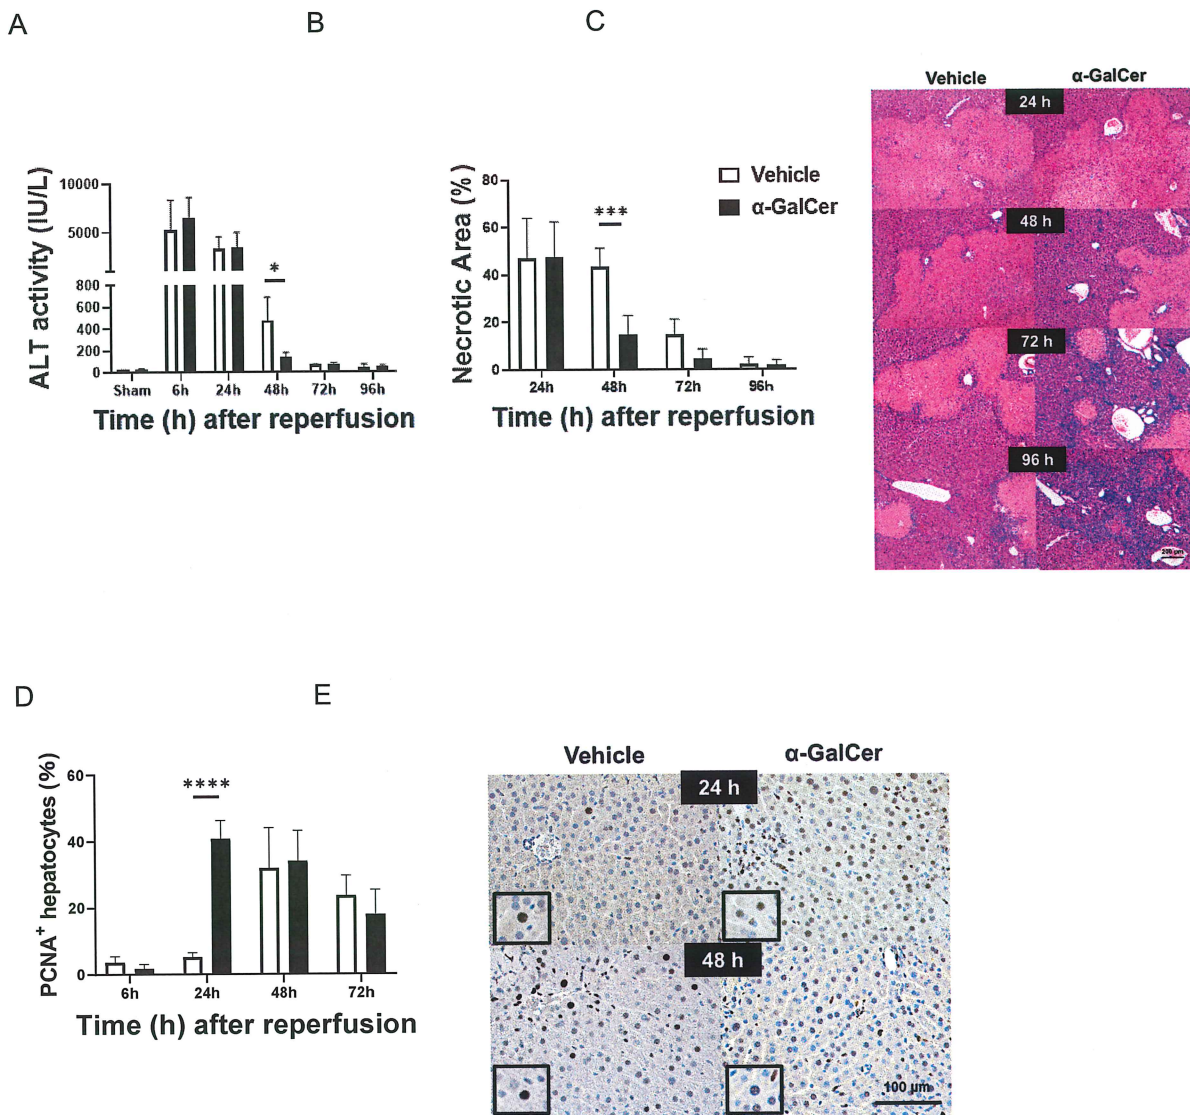 A
B
C
Vehicle
α-GalCer
24 h
48 h
72 h
96 h
200 µm
ALT activity (IU/L)
10000
5000
800
600
400
200
0
Sham
6h
24h
48h
72h
96h
*
Time (h) after reperfusion
Necrotic Area (%)
80
60
40
20
0
***
24h
48h
72h
96h
Time (h) after reperfusion
Vehicle
α-GalCer
D
E
PCNA+ hepatocytes (%)
60
40
20
0
****
6h
24h
48h
72h
Time (h) after reperfusion
Vehicle
α-GalCer
24 h
48 h
100 µm